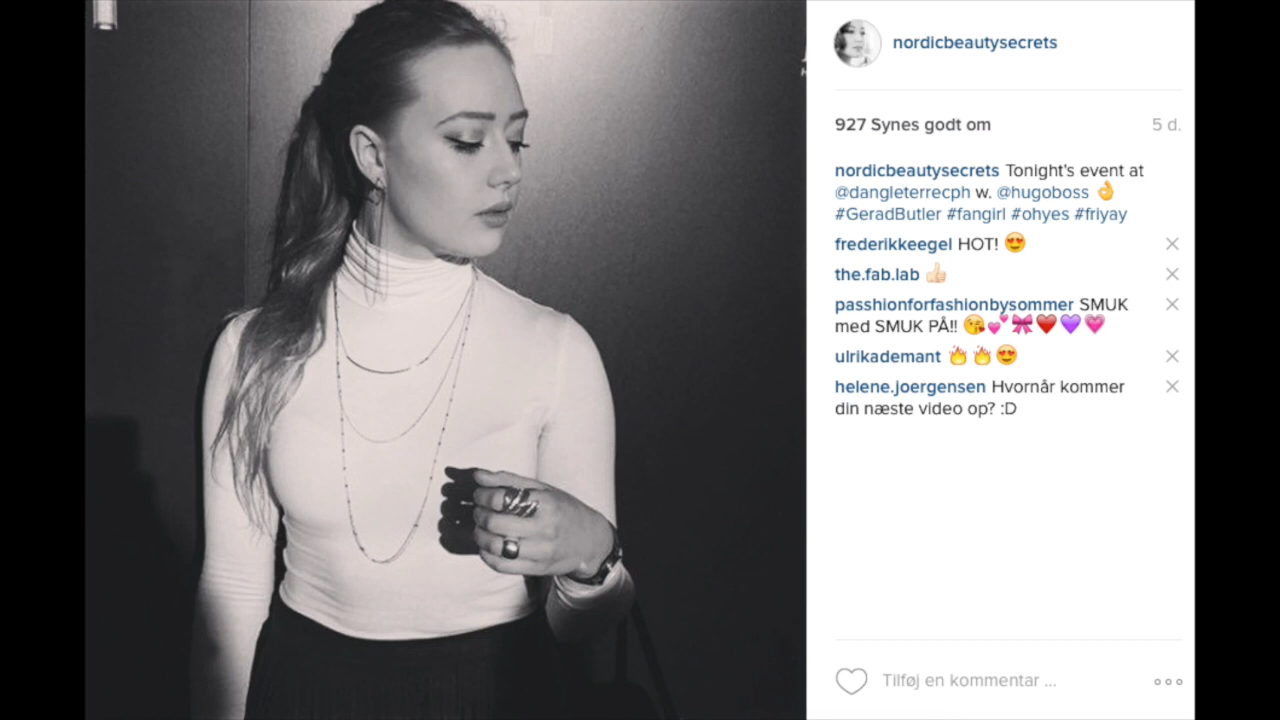 nordicbeautysecrets
927 Synes godt om 5 d.
nordicbeautysecrets Tonight's event at
@dangleterrecph w. @hugoboss 👌
#GeradButler #fangirl #ohyes #friyay
frederikkeegel HOT! 😍
the.fab.lab 👍🏻
passhionforfashionbysommer SMUK
med SMUK PÅ!! 😘💕🎀❤️💜💗
ulrikademant 🔥🔥😍
helene.joergensen Hvornår kommer
din næste video op? :D
Tilføj en kommentar ...